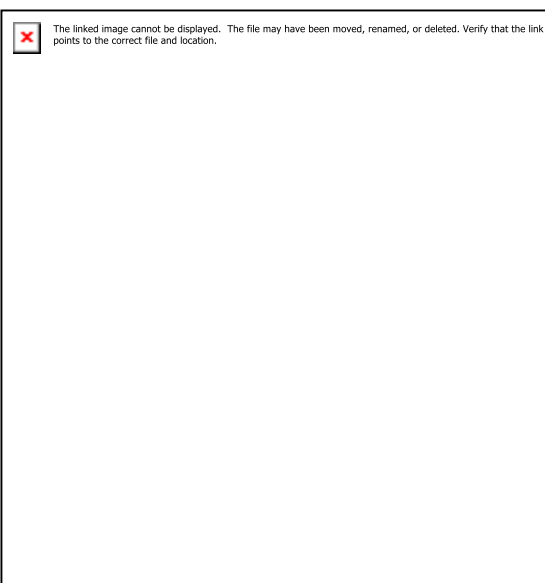 The linked image cannot be displayed.  The file may have been moved, renamed, or deleted. Verify that the link
points to the correct file and location.